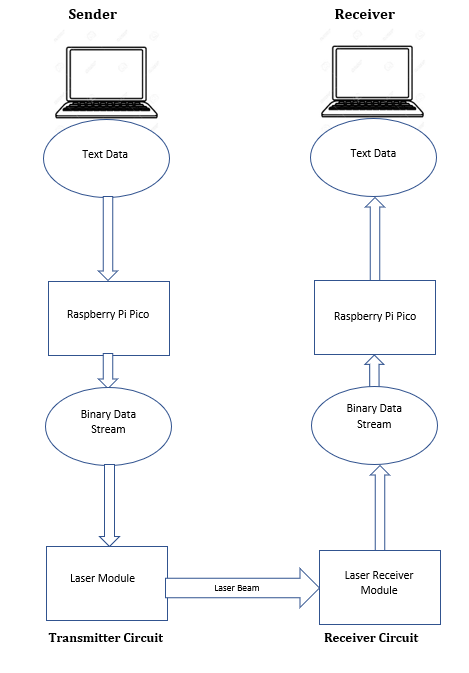 Sender
Receiver
Text Data
Text Data
Raspberry Pi Pico
Raspberry Pi Pico
Binary Data
Stream
Binary Data
Stream
Laser Module
Laser Beam
Laser Receiver
Module
Transmitter Circuit
Receiver Circuit